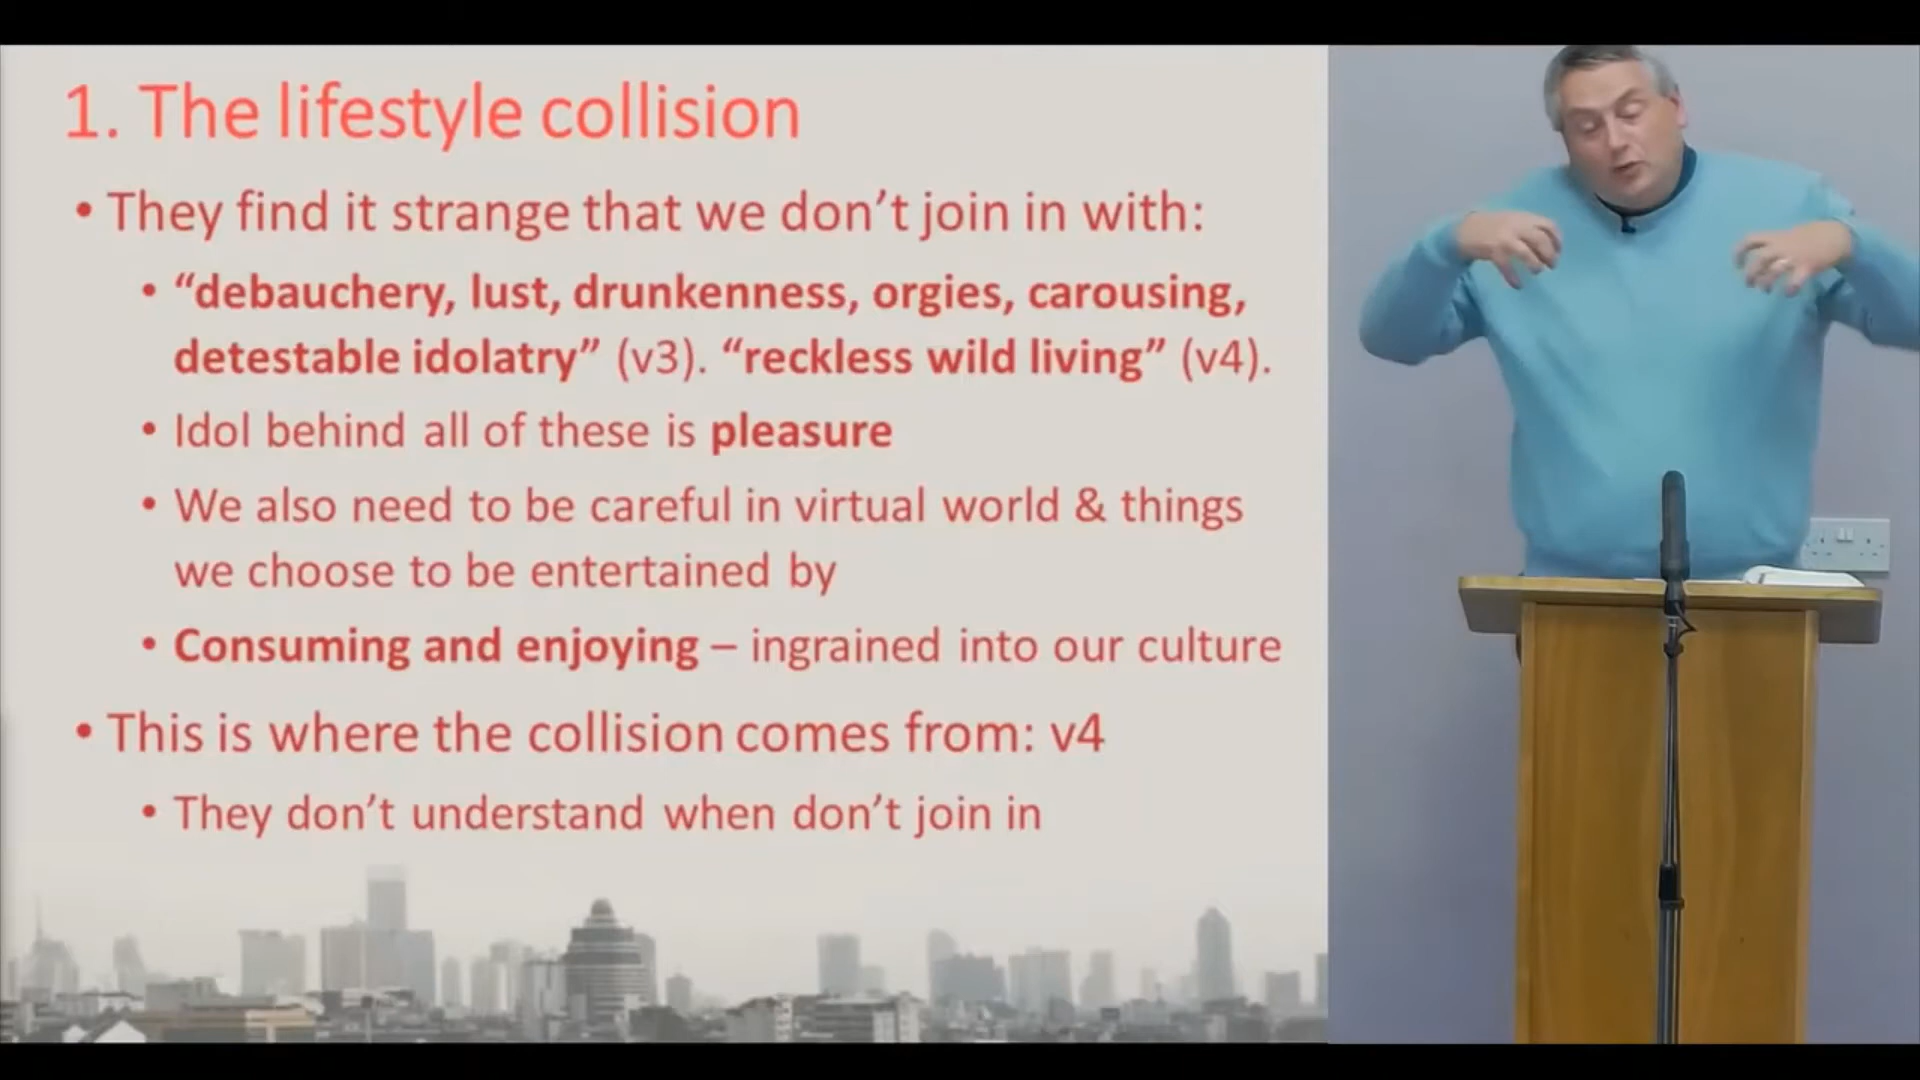 1. The lifestyle collision
• They find it strange that we don’t join in with:
• “debauchery, lust, drunkenness, orgies, carousing,
detestable idolatry” (v3). “reckless wild living” (v4).
• Idol behind all of these is pleasure
• We also need to be careful in virtual world & things
we choose to be entertained by
• Consuming and enjoying – ingrained into our culture
• This is where the collision comes from: v4
• They don’t understand when don’t join in